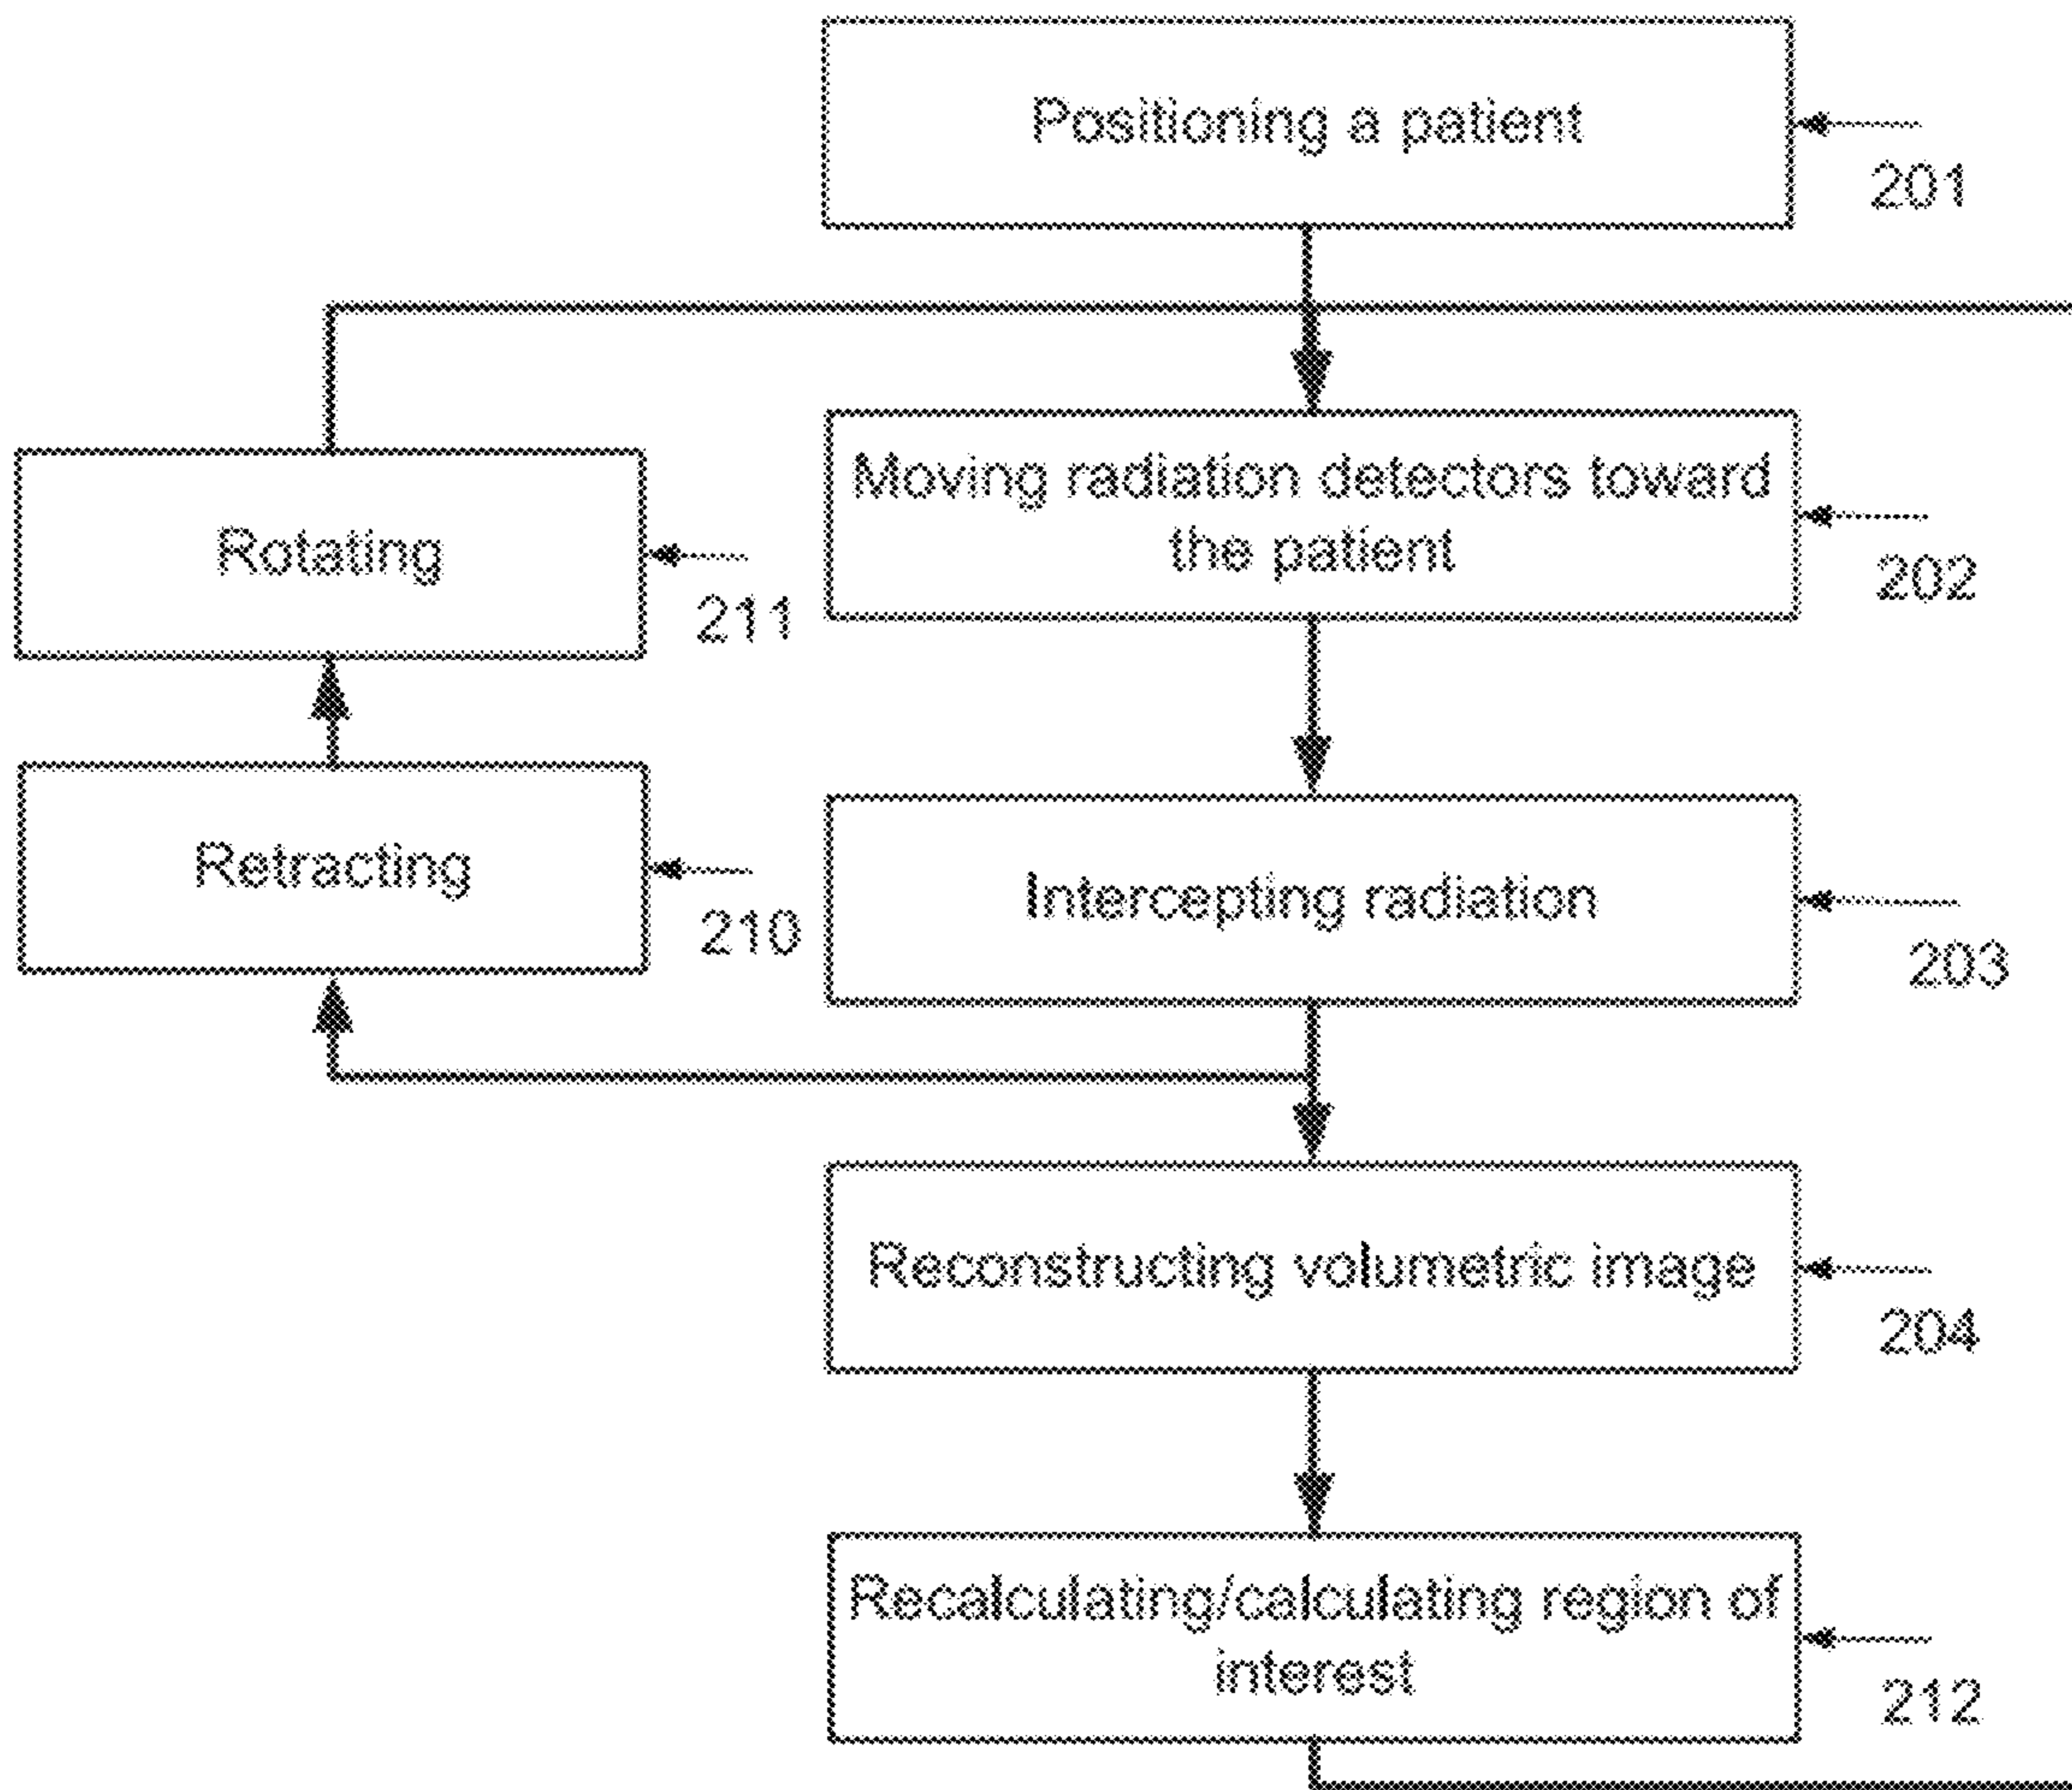 Positioning a patient
201
Moving radiation detectors toward
the patient
202
Rotating
211
Intercepting radiation
203
Retracting
210
Reconstructing volumetric image
204
Recalculating/calculating region of
interest
212